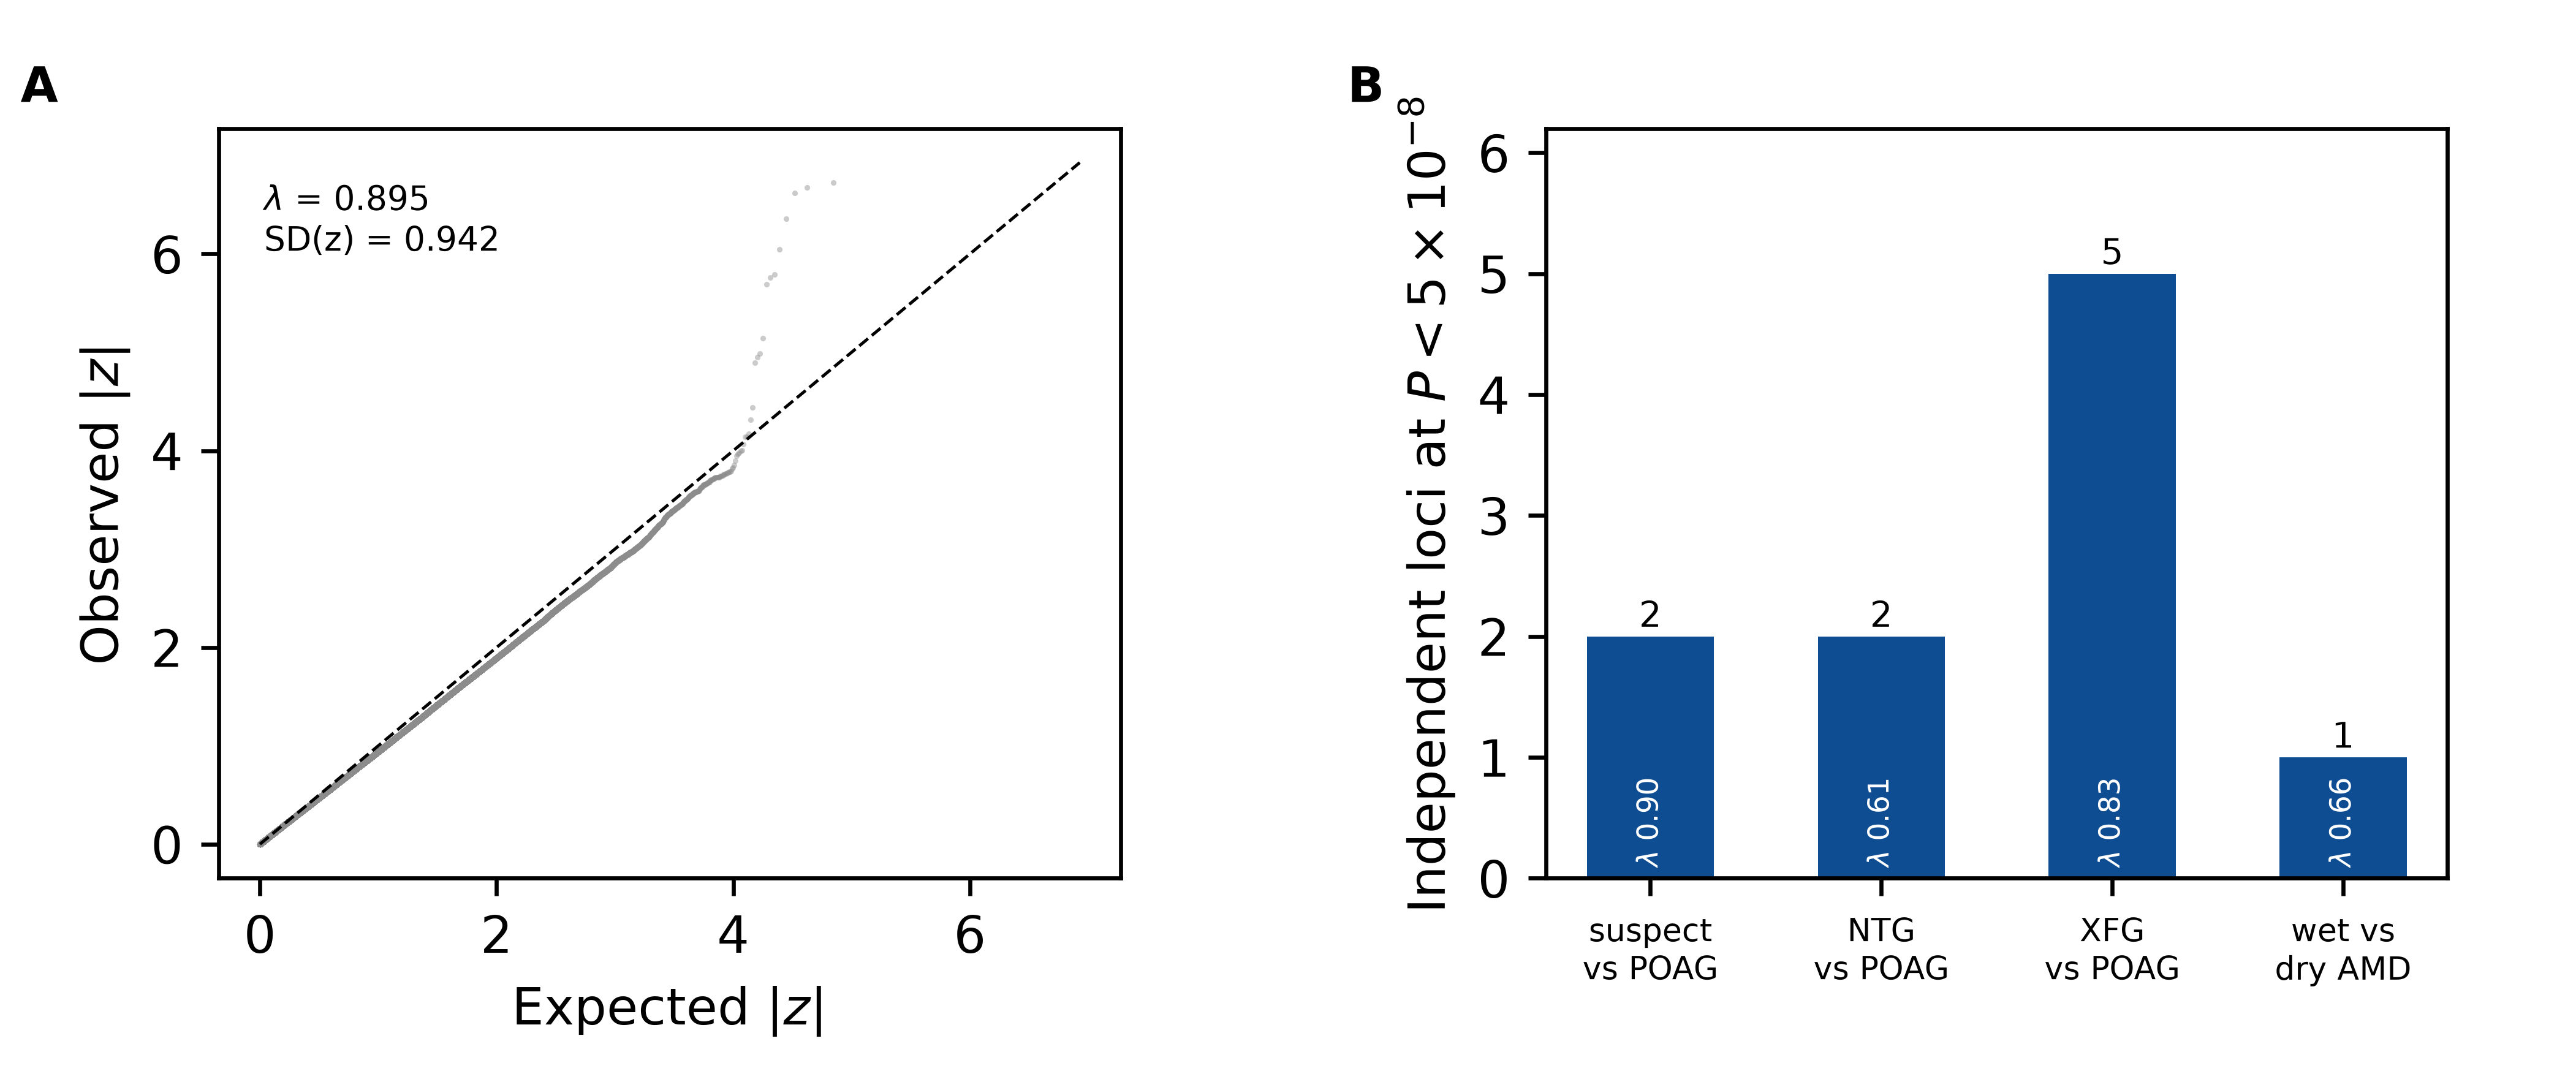 A
λ = 0.895
SD(z) = 0.942
Observed |z|
6
4
2
0
0 2 4 6
Expected |z|
B
Independent loci at P < 5 × 10⁻⁸
6
5
4
3
2
1
0
2
2
5
1
λ 0.90
λ 0.61
λ 0.83
λ 0.66
suspect
vs POAG
NTG
vs POAG
XFG
vs POAG
wet vs
dry AMD